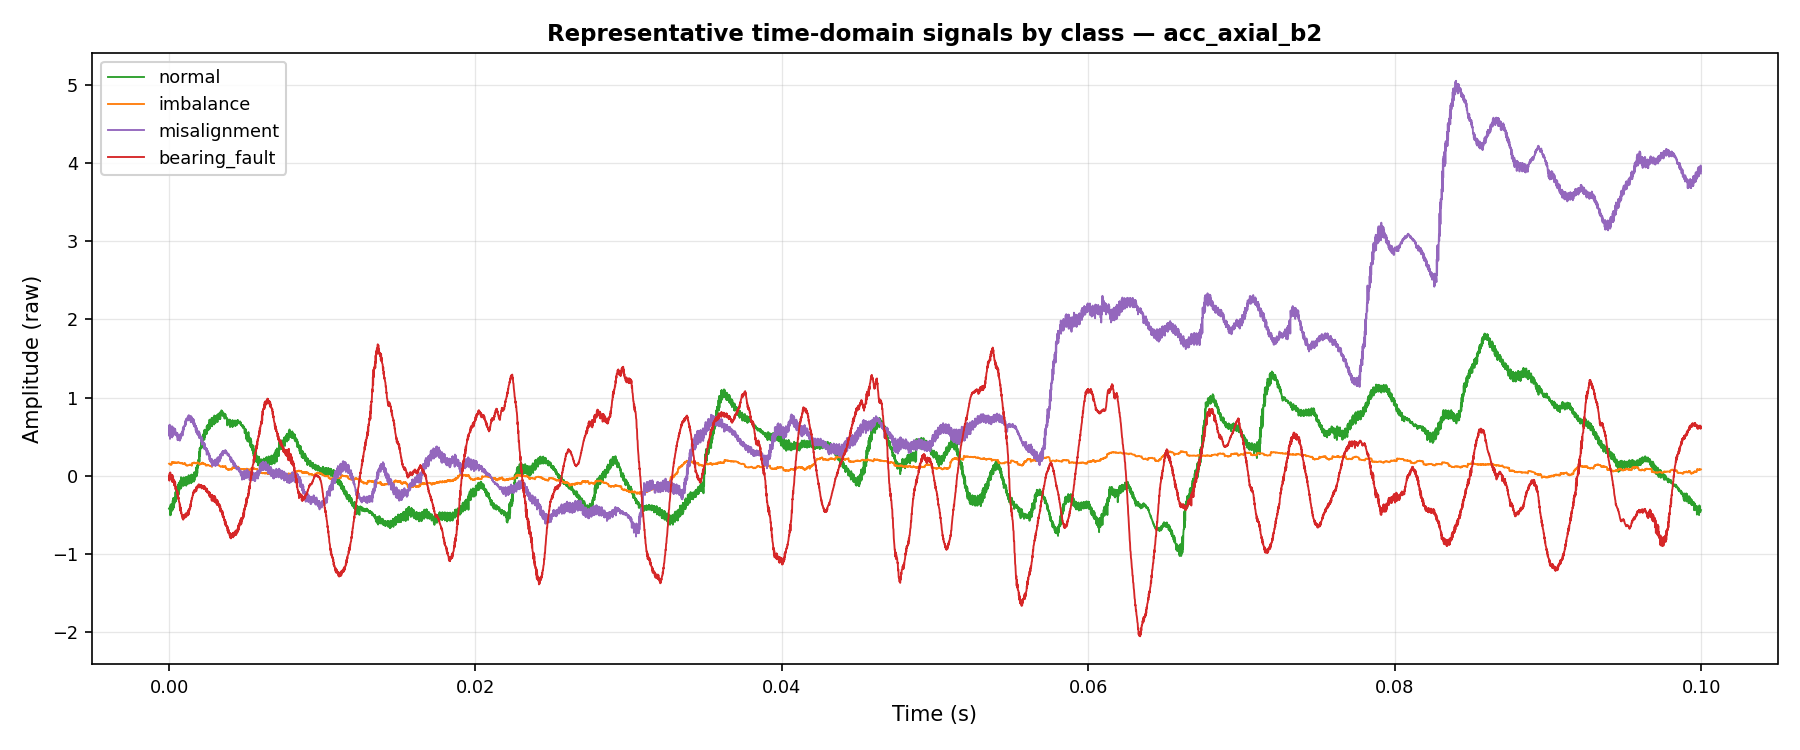 Representative time-domain signals by class — acc_axial_b2
normal
imbalance
misalignment
bearing_fault
Amplitude (raw)
5
4
3
2
1
0
−1
−2
0.00 0.02 0.04 0.06 0.08 0.10
Time (s)